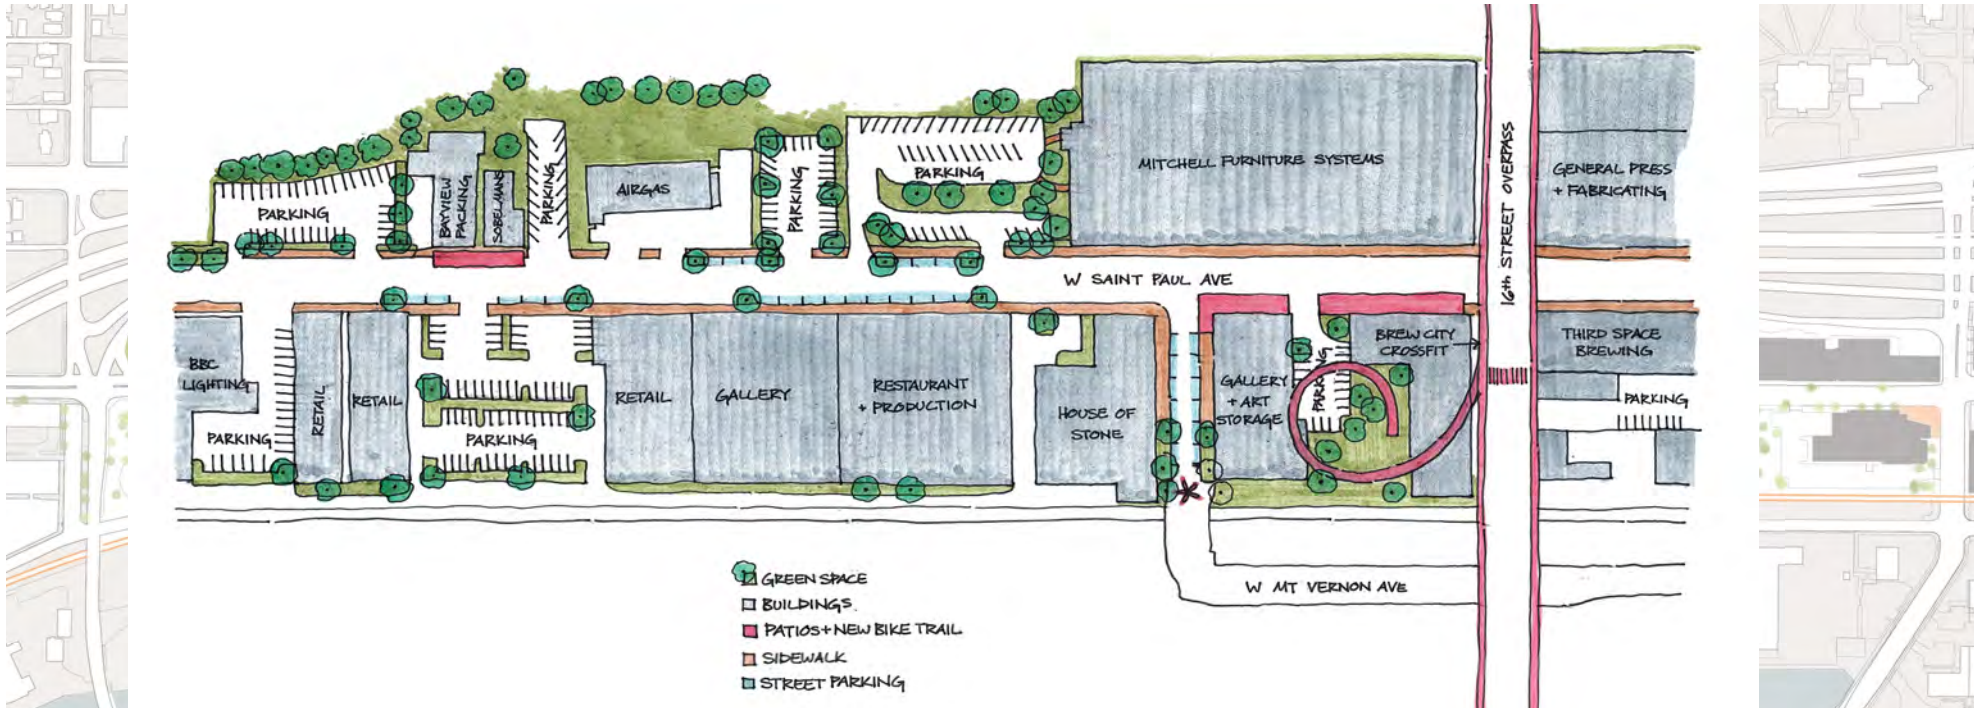 PARKING
BAYVIEW
PACKING
SOBELMANS
PARKING
AIRGAS
PARKING
PARKING
MITCHELL FURNITURE SYSTEMS
16th STREET OVERPASS
GENERAL PRESS
+ FABRICATING
W SAINT PAUL AVE
BBC
LIGHTING
PARKING
RETAIL
RETAIL
PARKING
RETAIL
GALLERY
RESTAURANT
+ PRODUCTION
HOUSE OF
STONE
GALLERY
+ ART
STORAGE
PARKING
BREW CITY
CROSSFIT
THIRD SPACE
BREWING
PARKING
W MT VERNON AVE
GREEN SPACE
BUILDINGS.
PATIOS+NEW BIKE TRAIL
SIDEWALK
STREET PARKING